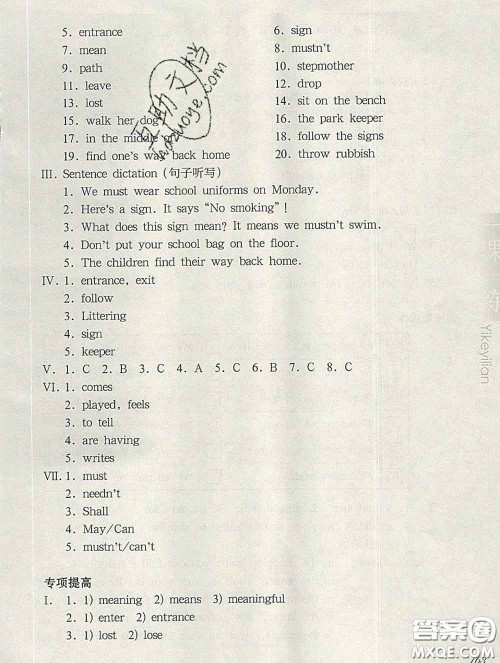 5. entrance 6. sign
7. mean 8. mustn't
9. path 10. stepmother
11. leave 12. drop
13. lost 14. sit on the bench
15. walk her dog 16. the park keeper
17. in the middle 18. follow the signs
19. find one's way back home 20. throw rubbish
III. Sentence dictation (句子听写)
1. We must wear school uniforms on Monday.
2. Here's a sign. It says "No smoking"!
3. What does this sign mean? It means we mustn't swim.
4. Don't put your school bag on the floor.
5. The children find their way back home.
IV. 1. entrance, exit
2. follow
3. Littering
4. sign
5. keeper
V. 1. C 2. B 3. C 4. A 5. C 6. B 7. C 8. C
VI. 1. comes
2. played, feels
3. to tell
4. are having
5. writes
VII. 1. must
2. needn't
3. Shall
4. May/Can
5. mustn't/can't
专项提高
I. 1. 1) meaning 2) means 3) meaningful
2. 1) enter 2) entrance
3. 1) lost 2) lose
Yikeyilian
答案圈
MXQE.COM